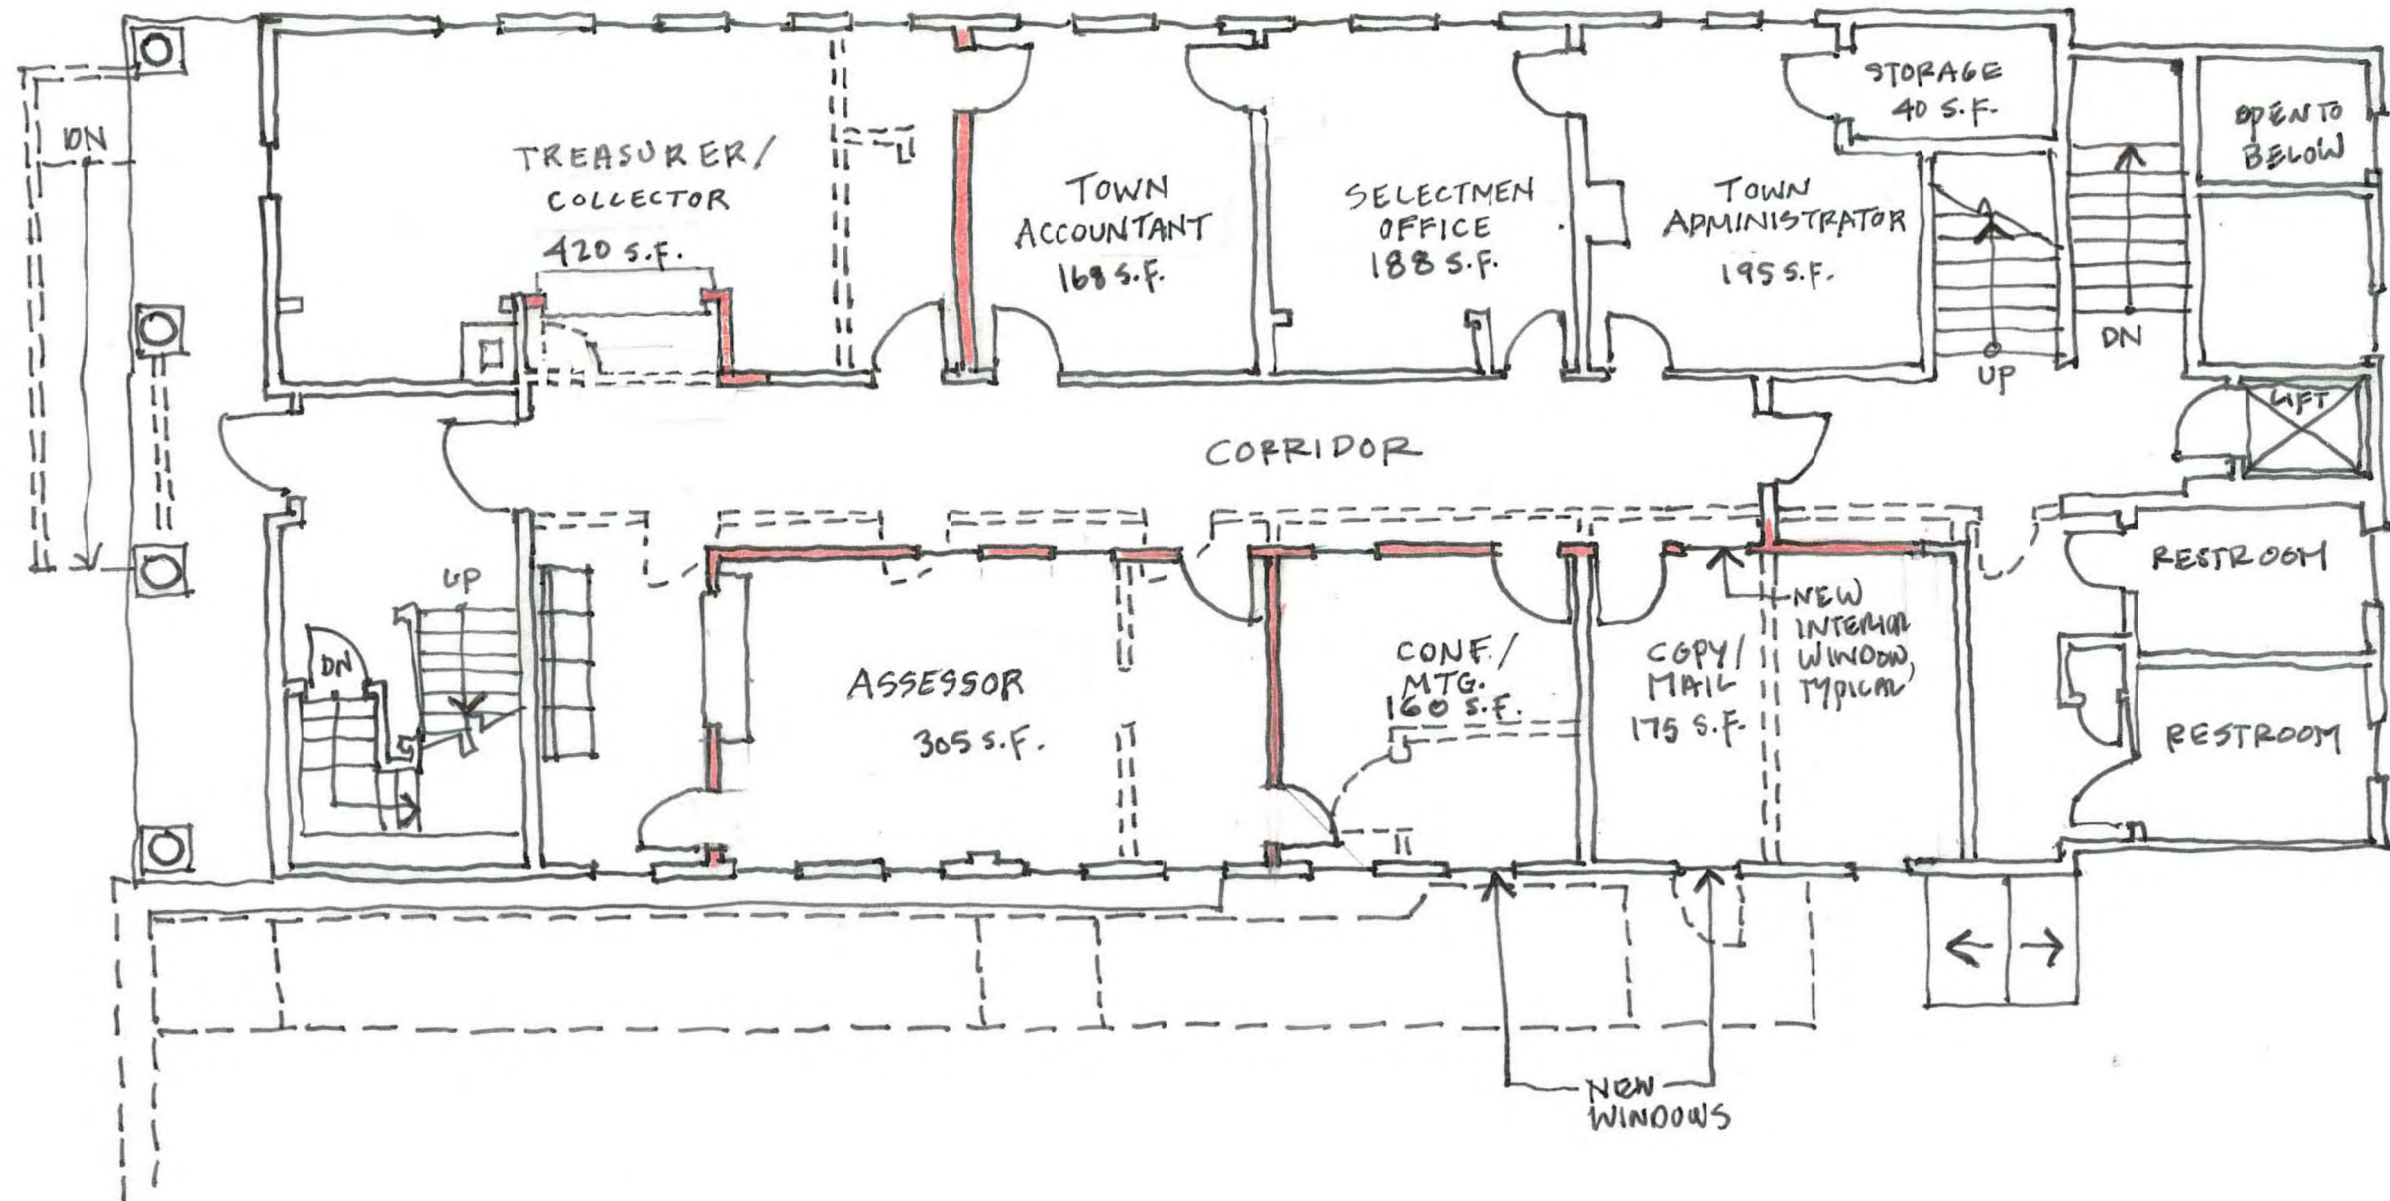 DN
TREASURER/
COLLECTOR
420 S.F.
TOWN
ACCOUNTANT
168 S.F.
SELECTMEN
OFFICE
188 S.F.
TOWN
ADMINISTRATOR
195 S.F.
STORAGE
40 S.F.
OPEN TO
BELOW
UP
DN
LIFT
CORRIDOR
UP
DN
ASSESSOR
305 S.F.
CONF./
MTG.
160 S.F.
COPY/
MAIL
175 S.F.
NEW
INTERIOR
WINDOW,
TYPICAL
RESTROOM
RESTROOM
NEW
WINDOWS